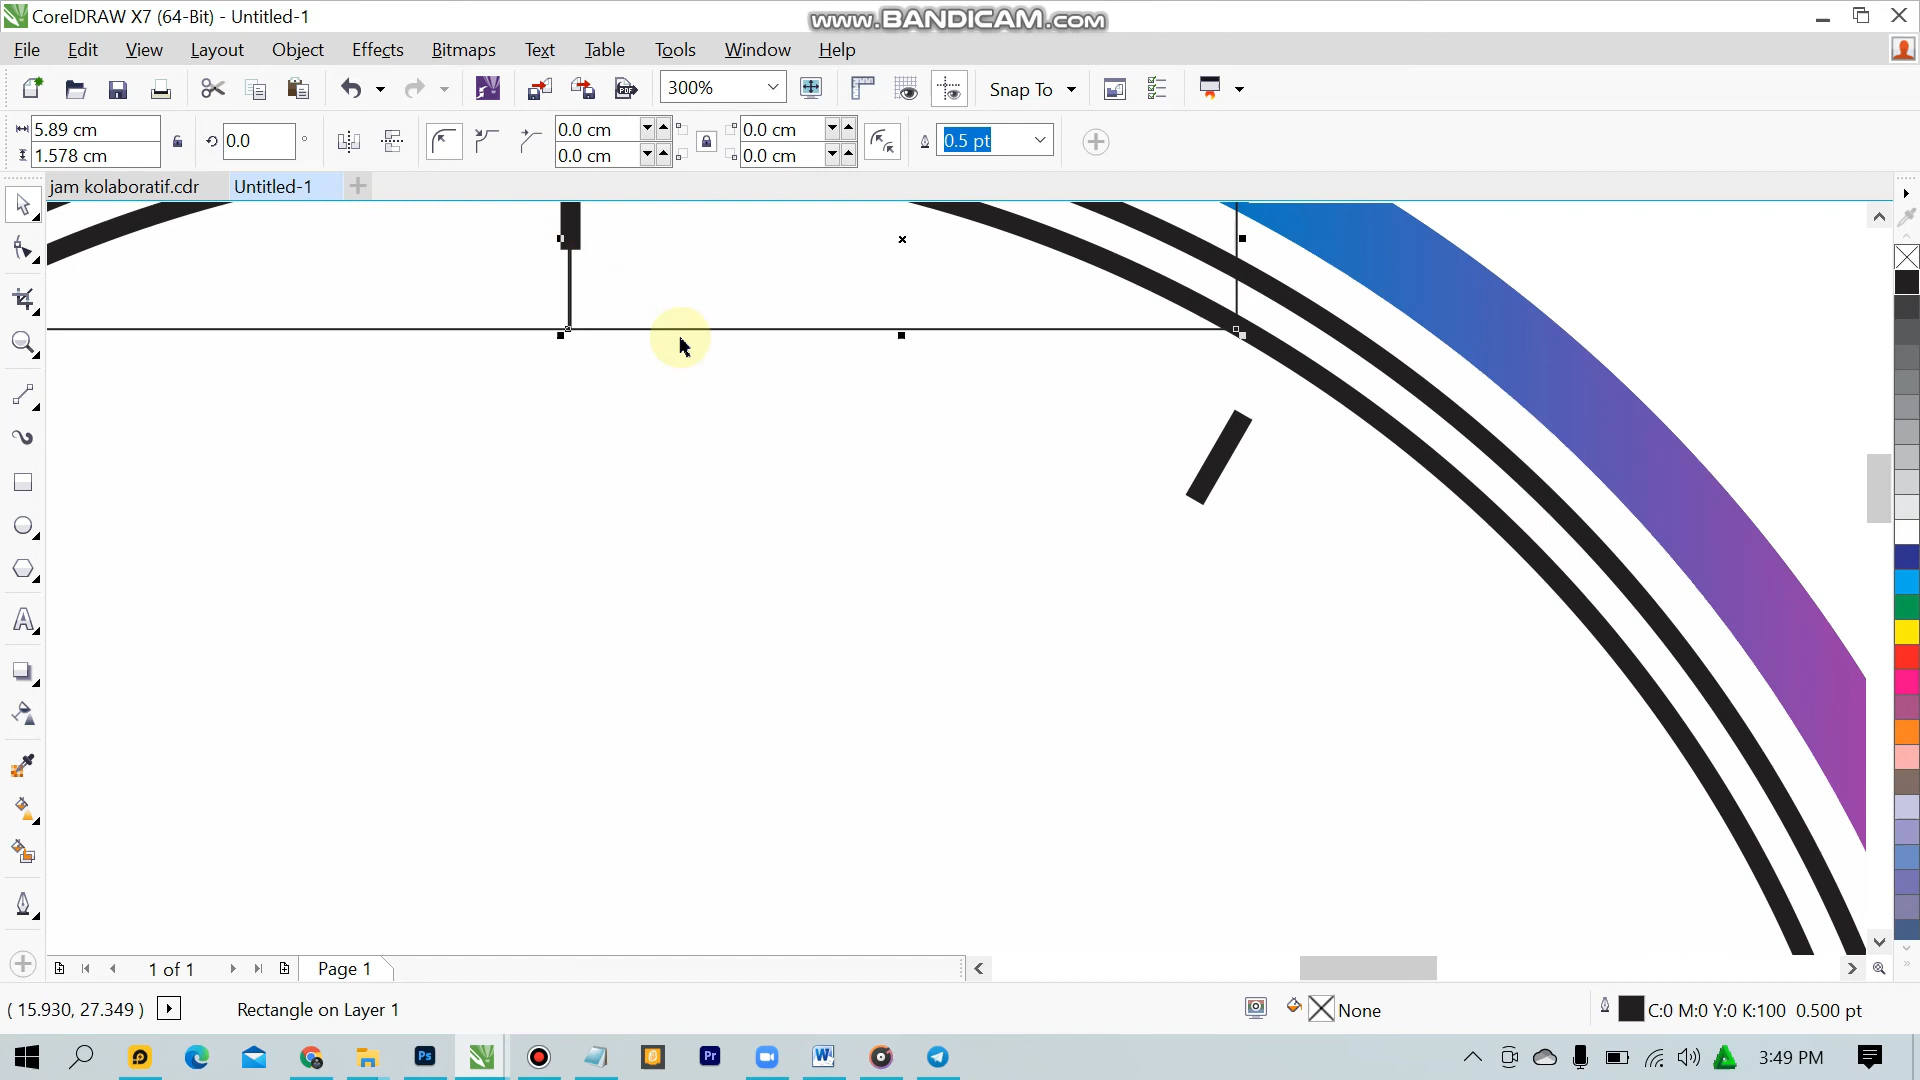 CorelDRAW X7 (64-Bit) - Untitled-1
www.BANDICAM.com
File Edit View Layout Object Effects Bitmaps Text Table Tools Window Help
300% Snap To
5.89 cm 0.0 ° 0.0 cm 0.0 cm 0.5 pt
1.578 cm 0.0 cm 0.0 cm
jam kolaboratif.cdr Untitled-1
1 of 1 Page 1
( 15.930, 27.349 ) Rectangle on Layer 1 None C:0 M:0 Y:0 K:100 0.500 pt
3:49 PM